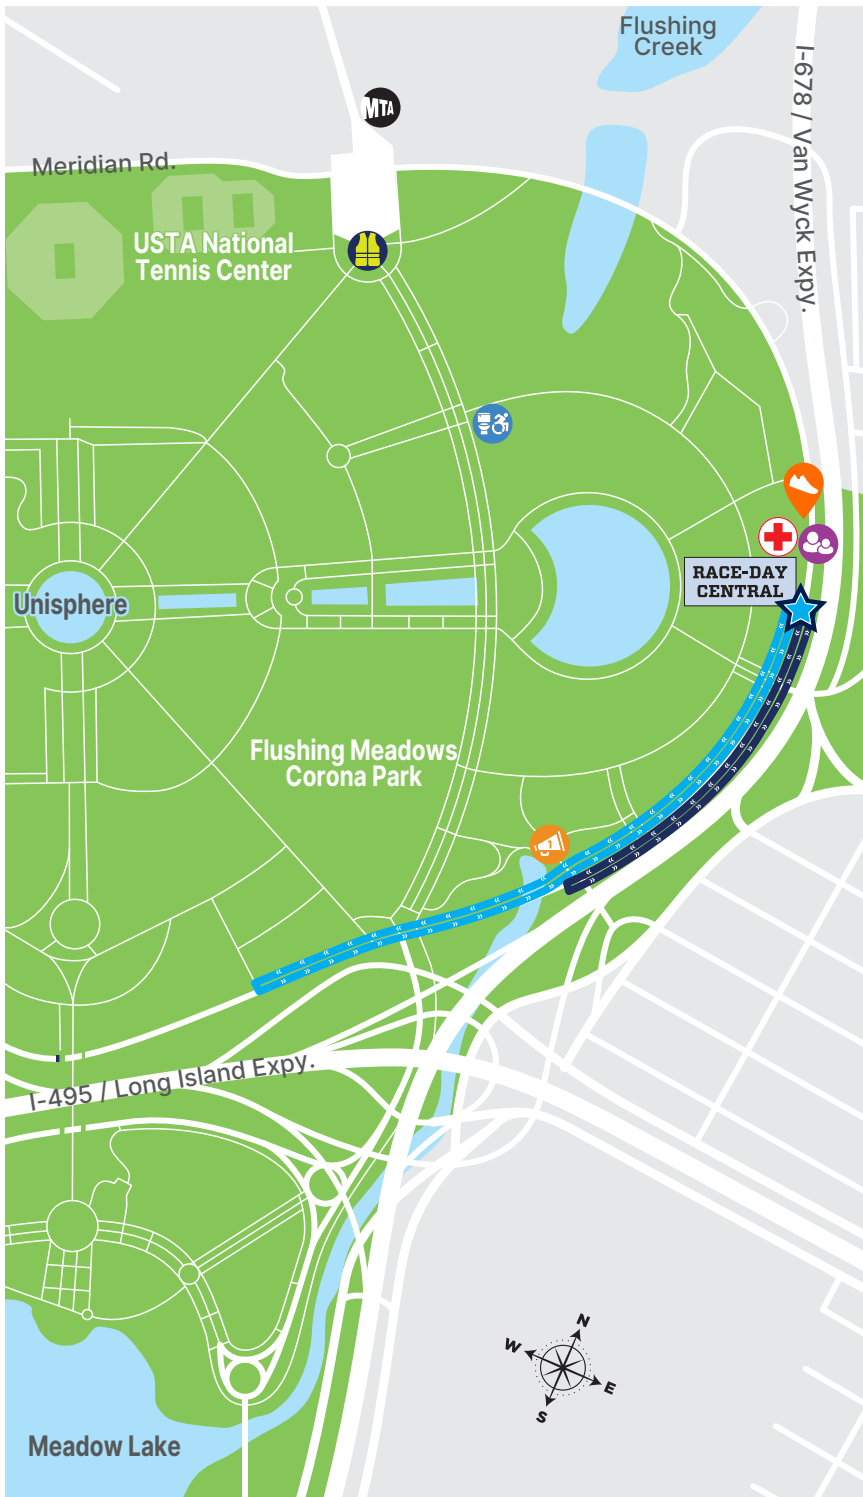 Flushing
Creek
I-678 / Van Wyck Expy.
MTA
Meridian Rd.
USTA National
Tennis Center
RACE-DAY
CENTRAL
Unisphere
Flushing Meadows
Corona Park
1
I-495 / Long Island Expy.
N
W
E
S
Meadow Lake